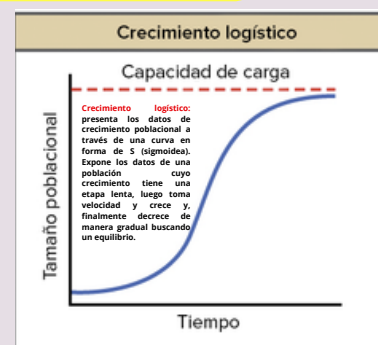 Crecimiento logístico
Capacidad de carga
Crecimiento logístico:
presenta los datos de
crecimiento poblacional a
través de una curva en
forma de S (sigmoidea).
Expone los datos de una
población cuyo
crecimiento tiene una
etapa lenta, luego toma
velocidad y crece y,
finalmente decrece de
manera gradual buscando
un equilibrio.
Tamaño poblacional
Tiempo